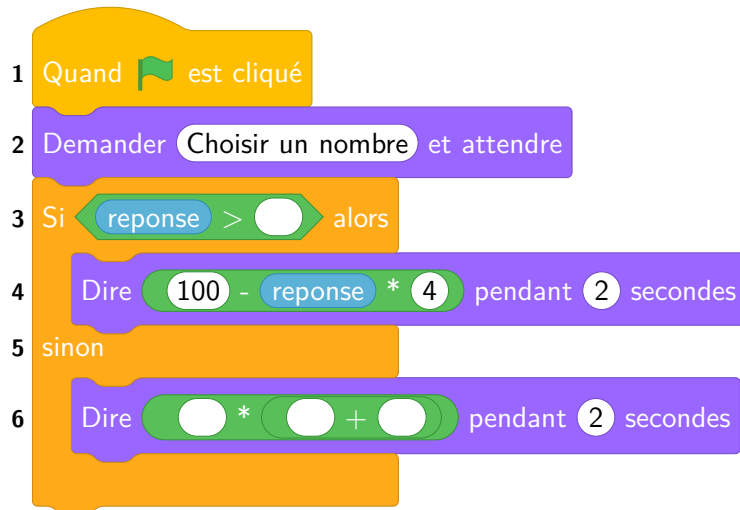 1 Quand est cliqué
2 Demander Choisir un nombre et attendre
3 Si reponse > alors
4 Dire 100 - reponse * 4 pendant 2 secondes
5 sinon
6 Dire * + pendant 2 secondes